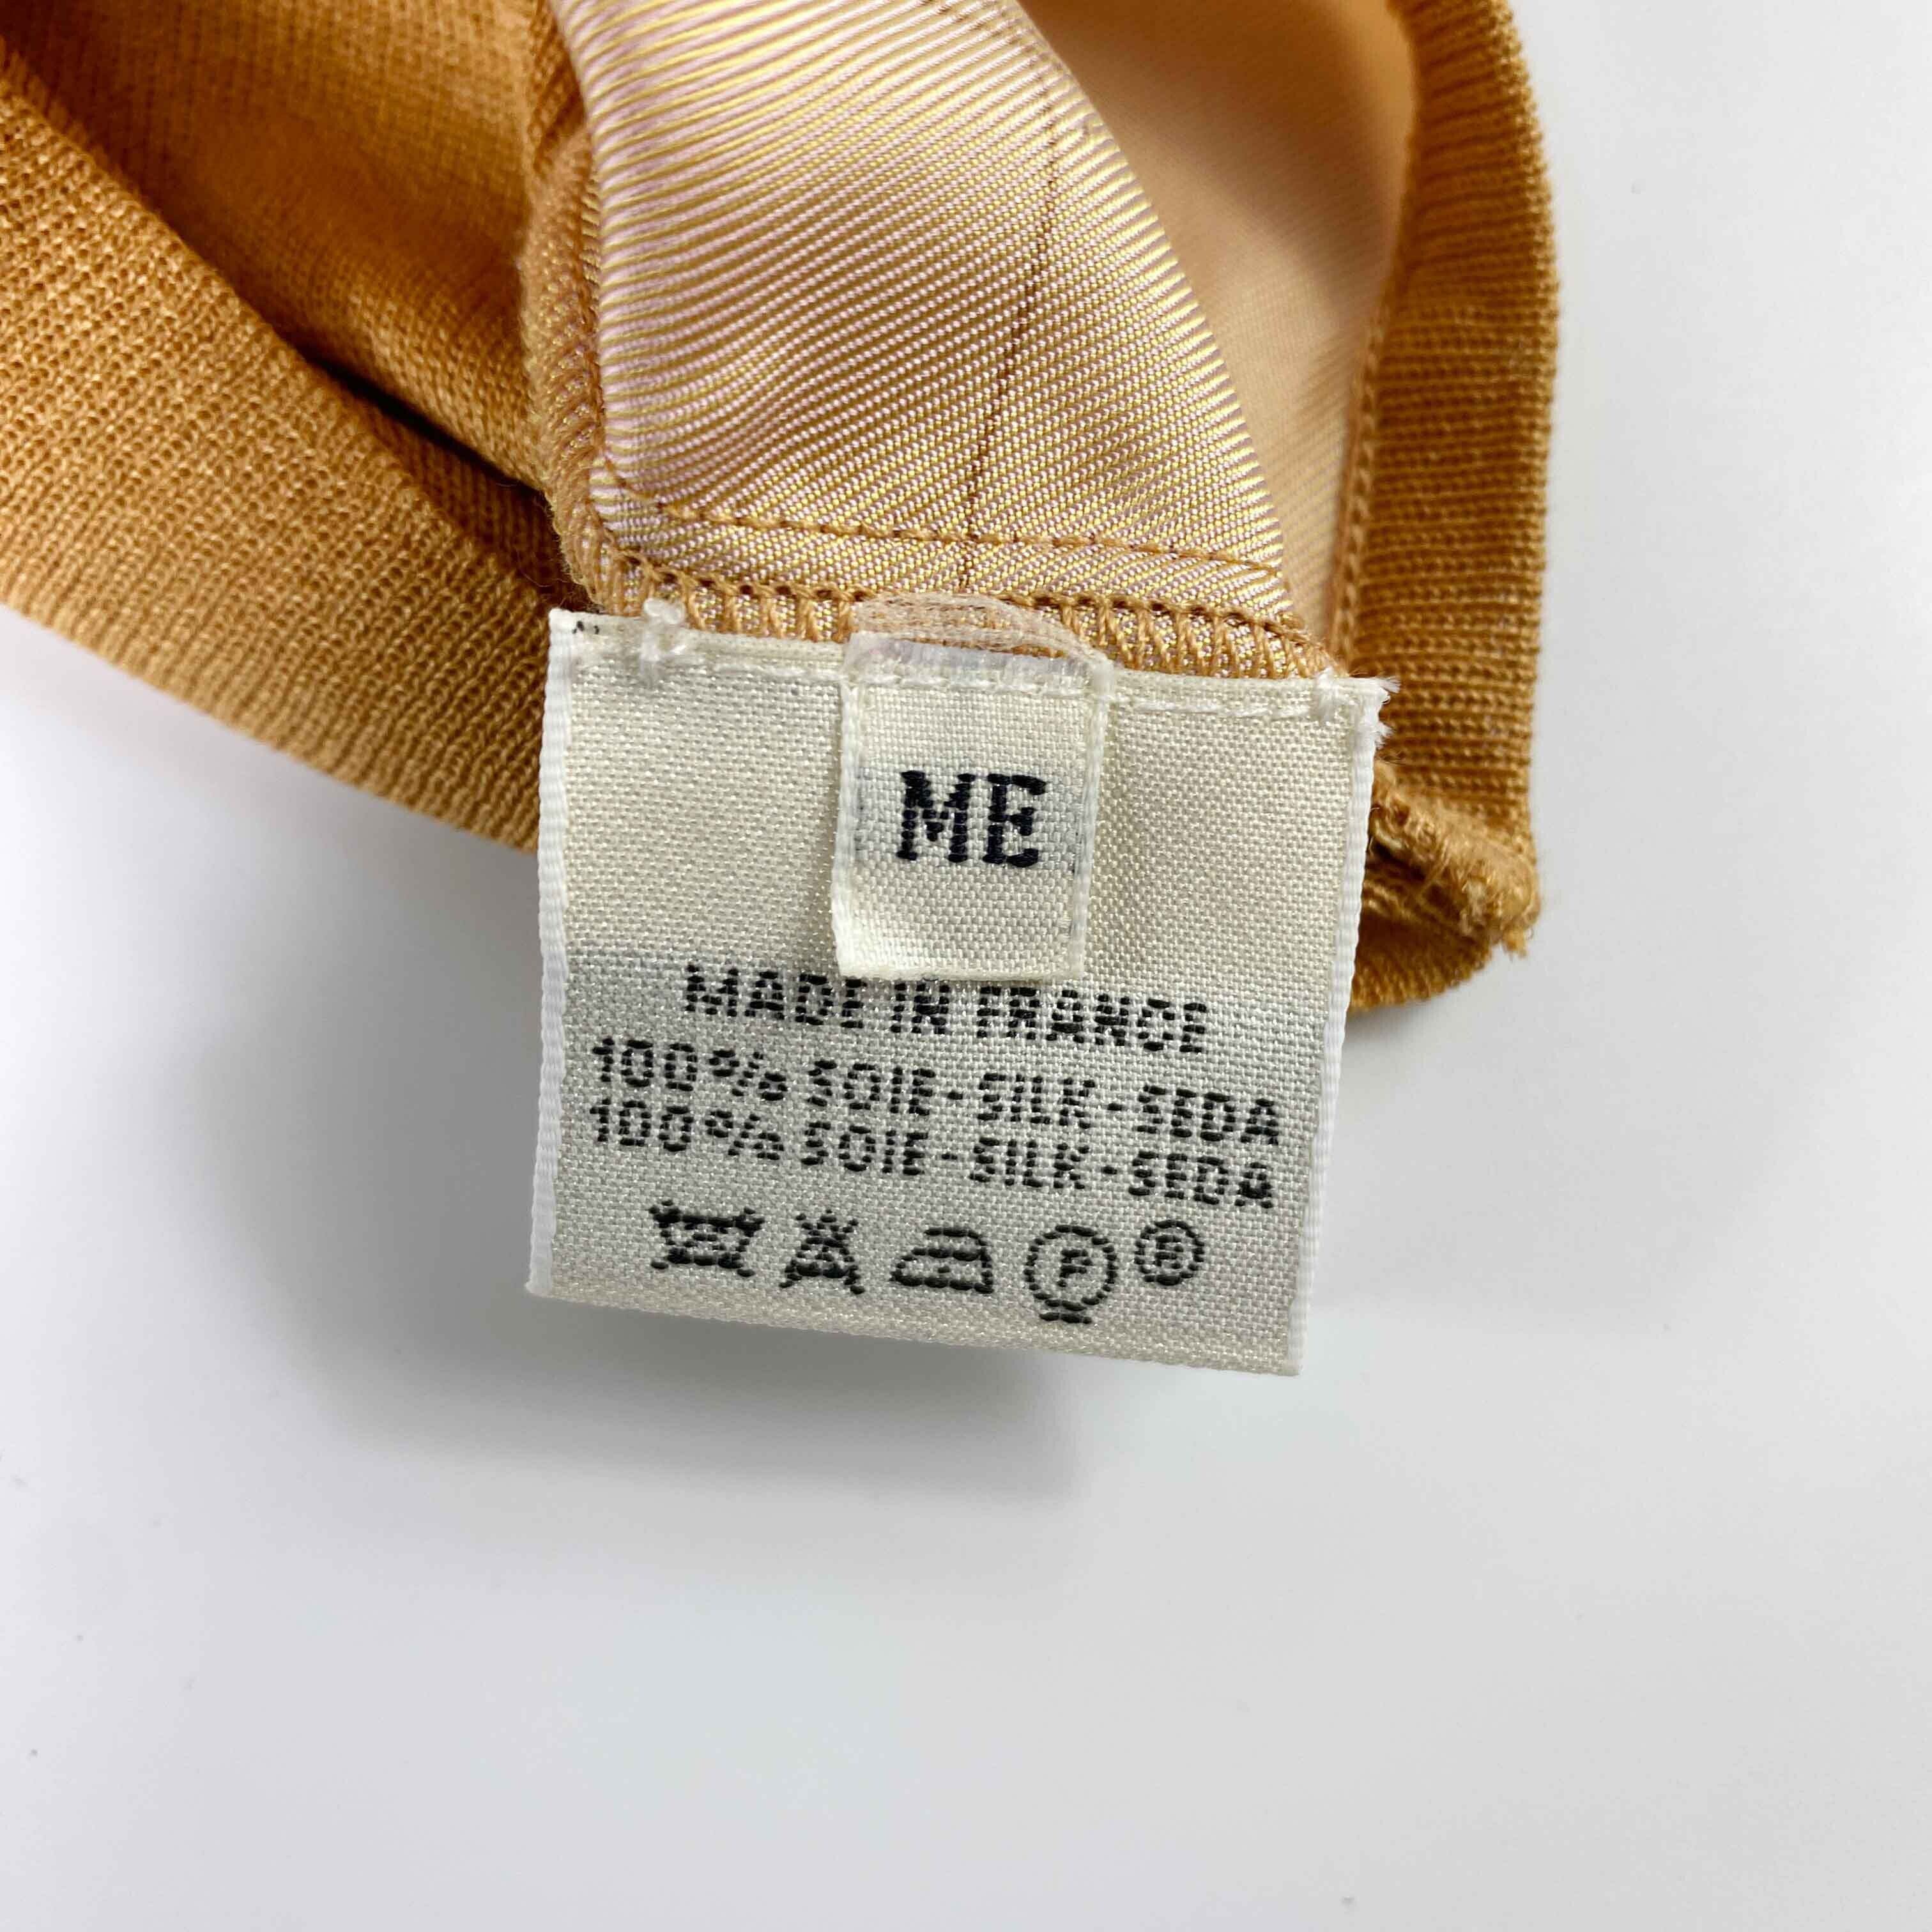 ME
MADE IN FRANCE
100% SOIE-SILK-SEDA
100% SOIE-SILK-SEDA
P ®